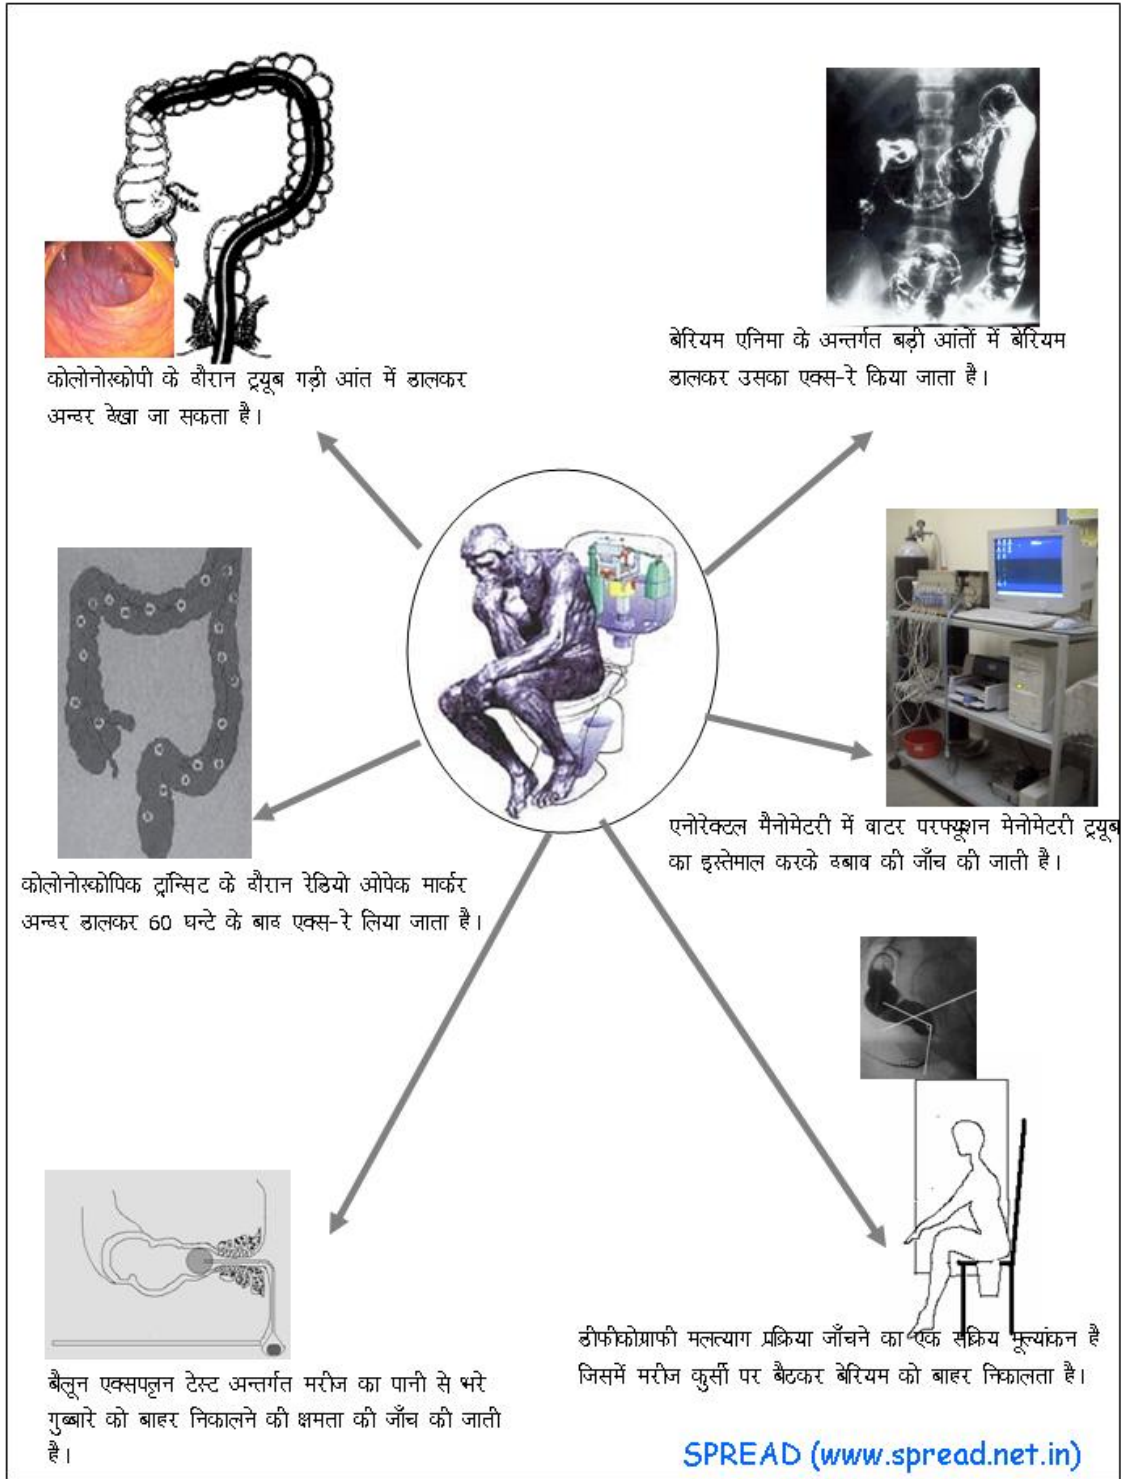 कोलोनोस्कोपी के दौरान ट्रयूब गड़ी आंत में डालकर
अन्दर देखा जा सकता है।
बेरियम एनिमा के अन्तर्गत बड़ी आंतों में बेरियम
डालकर उसका एक्स-रे किया जाता है।
एनोरेक्टल मैनोमेटरी में वाटर परफ्यूशन मेनोमेटरी ट्रयूब
का इस्तेमाल करके दबाव की जाँच की जाती है।
कोलोनोस्कोपिक ट्रांन्सिट के दौरान रेडियो ओपेक मार्कर
अन्दर डालकर 60 घन्टे के बाद एक्स-रे लिया जाता है।
डीफीकोग्राफी मलत्याग प्रक्रिया जाँचने का एक सक्रिय मूल्यांकन है
जिसमें मरीज कुर्सी पर बैठकर बेरियम को बाहर निकालता है।
बैलून एक्सपलृन टेस्ट अन्तर्गत मरीज का पानी से भरे
गुब्बारे को बाहर निकालने की क्षमता की जाँच की जाती
है।
SPREAD (www.spread.net.in)